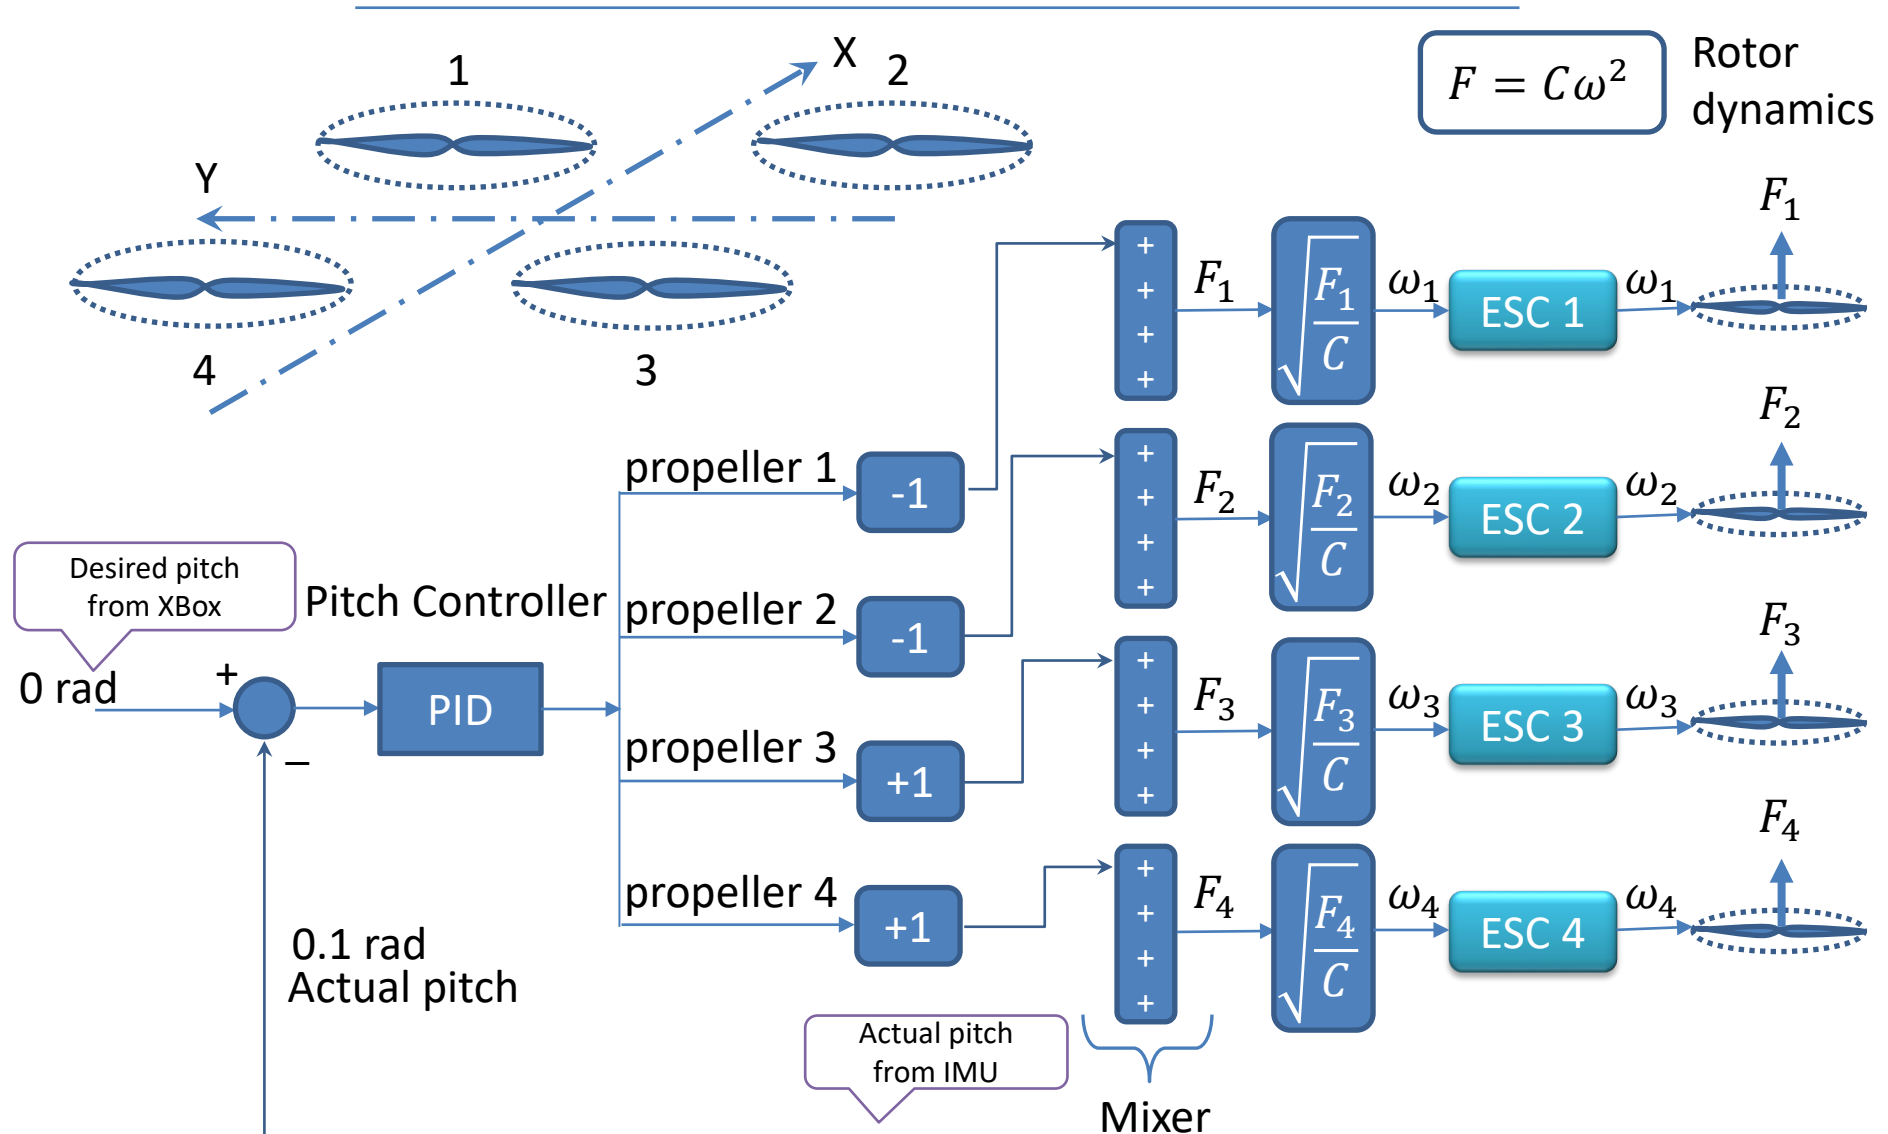 1
X
2
Y
4
3
F = Cω²
Rotor
dynamics
+
+
+
+
F₁
√(F₁/C)
ω₁
ESC 1
ω₁
F₁
+
+
+
+
F₂
√(F₂/C)
ω₂
ESC 2
ω₂
F₂
+
+
+
+
F₃
√(F₃/C)
ω₃
ESC 3
ω₃
F₃
+
+
+
+
F₄
√(F₄/C)
ω₄
ESC 4
ω₄
F₄
Desired pitch
from XBox
Pitch Controller
0 rad
+
−
PID
propeller 1
-1
propeller 2
-1
propeller 3
+1
propeller 4
+1
0.1 rad
Actual pitch
Actual pitch
from IMU
Mixer